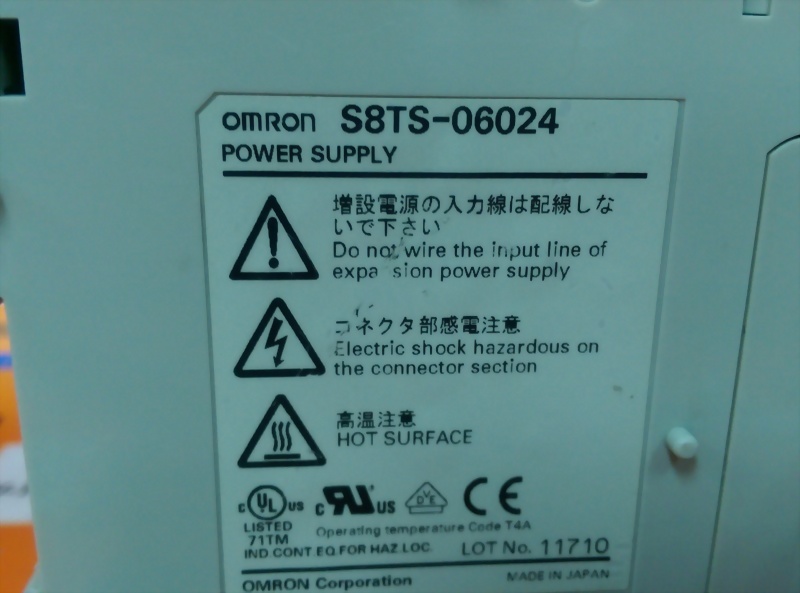 OMRON S8TS-06024
POWER SUPPLY
増設電源の入力線は配線しな
いで下さい
Do not wire the input line of
expansion power supply
コネクタ部感電注意
Electric shock hazardous on
the connector section
高温注意
HOT SURFACE
C UL US C RU US DVE CE
LISTED Operating temperature Code T4A
71TM
IND CONT EQ.FOR HAZ.LOC. LOT No. 11710
OMRON Corporation MADE IN JAPAN